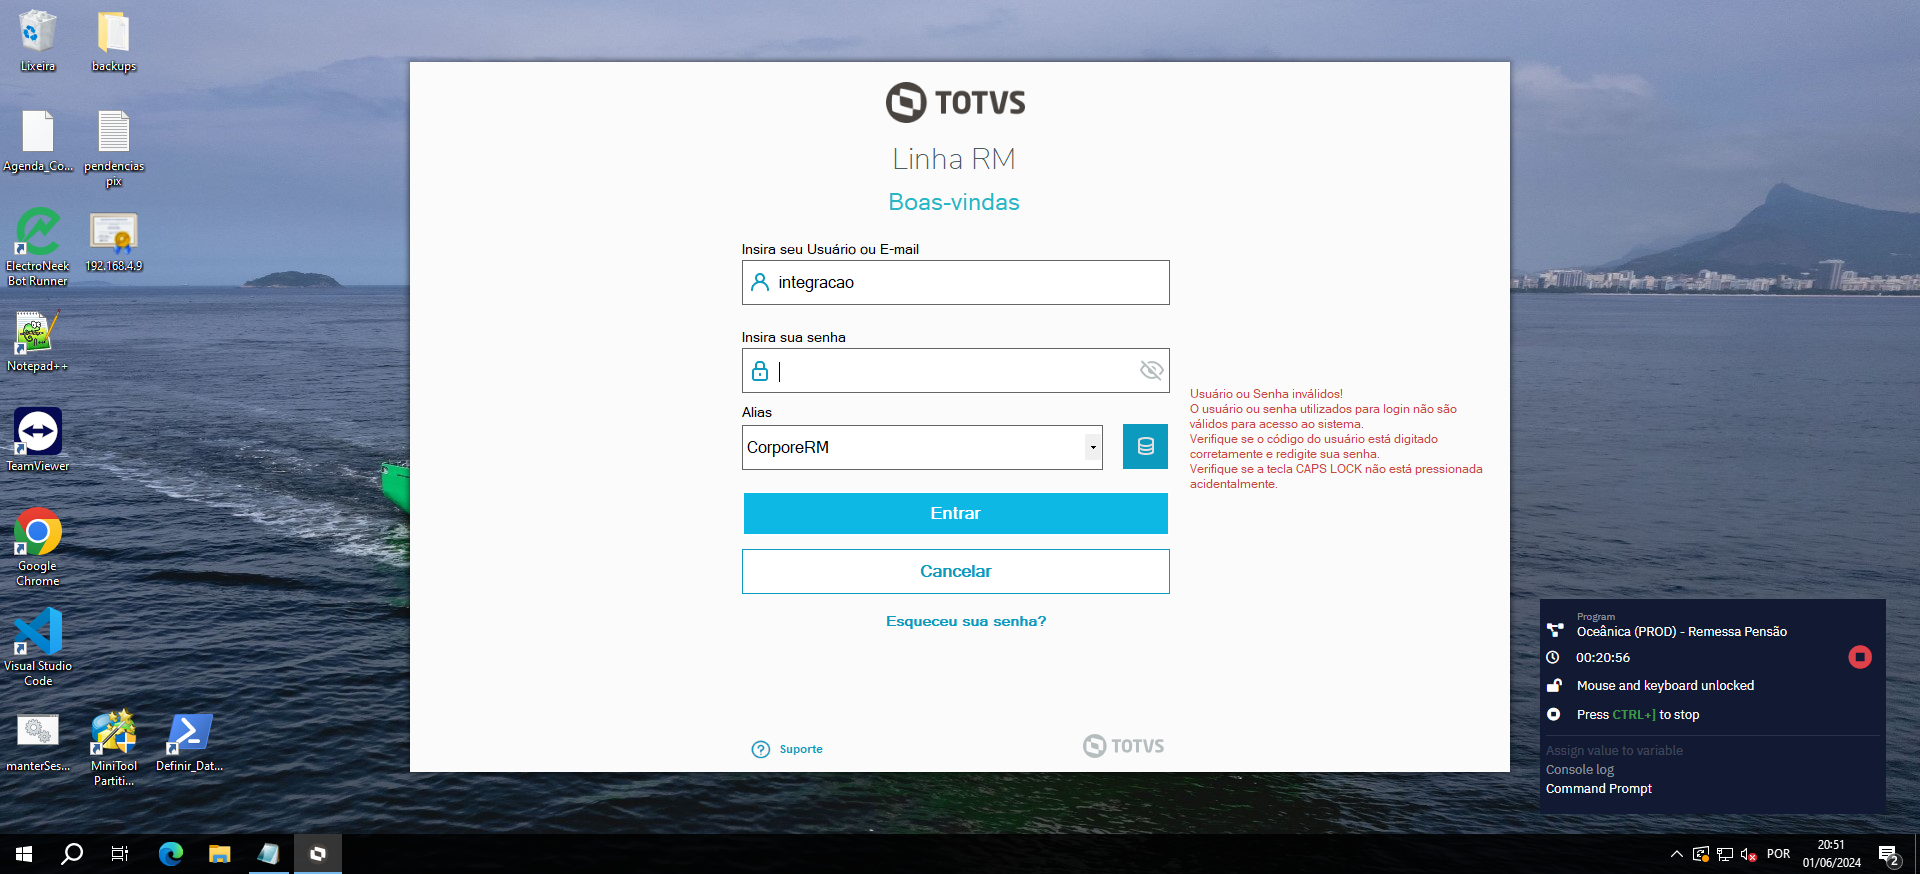 Lixeira
backups
Agenda_Co...
pendencias
pix
ElectroNeek
Bot Runner
192.168.4.9
Notepad++
TeamViewer
Google
Chrome
Visual Studio
Code
manterSes...
MiniTool
Partiti...
Definir_Dat...
TOTVS
Linha RM
Boas-vindas
Insira seu Usuário ou E-mail
integracao
Insira sua senha
Usuário ou Senha inválidos!
O usuário ou senha utilizados para login não são
válidos para acesso ao sistema.
Verifique se o código do usuário está digitado
corretamente e redigite sua senha.
Verifique se a tecla CAPS LOCK não está pressionada
acidentalmente.
Alias
CorporeRM
Entrar
Cancelar
Esqueceu sua senha?
? Suporte
TOTVS
Program
Oceânica (PROD) - Remessa Pensão
00:20:56
Mouse and keyboard unlocked
Press CTRL+] to stop
Assign value to variable
Console log
Command Prompt
POR
20:51
01/06/2024
2